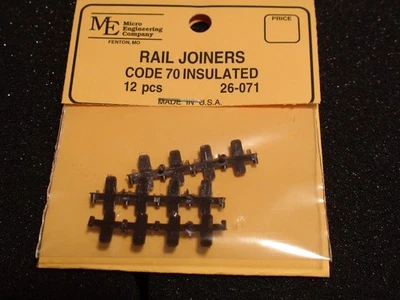 ME Micro
Engineering
Company
FENTON, MO
PRICE
RAIL JOINERS
CODE 70 INSULATED
12 pcs 26-071
MADE IN U.S.A.